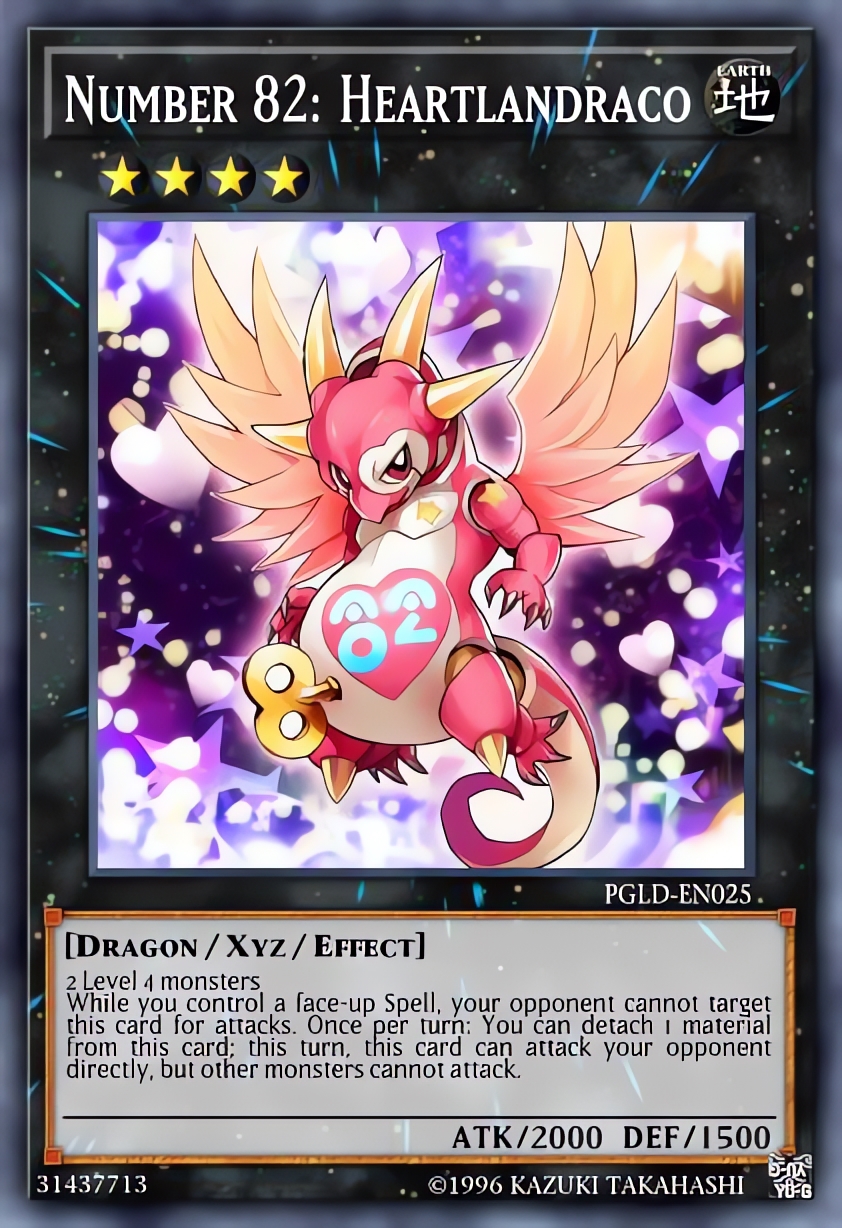 NUMBER 82: HEARTLANDRACO
EARTH
地
82
PGLD-EN025
[DRAGON / XYZ / EFFECT]
2 Level 4 monsters
While you control a face-up Spell, your opponent cannot target
this card for attacks. Once per turn: You can detach 1 material
from this card; this turn, this card can attack your opponent
directly, but other monsters cannot attack.
ATK/2000 DEF/1500
31437713
©1996 KAZUKI TAKAHASHI